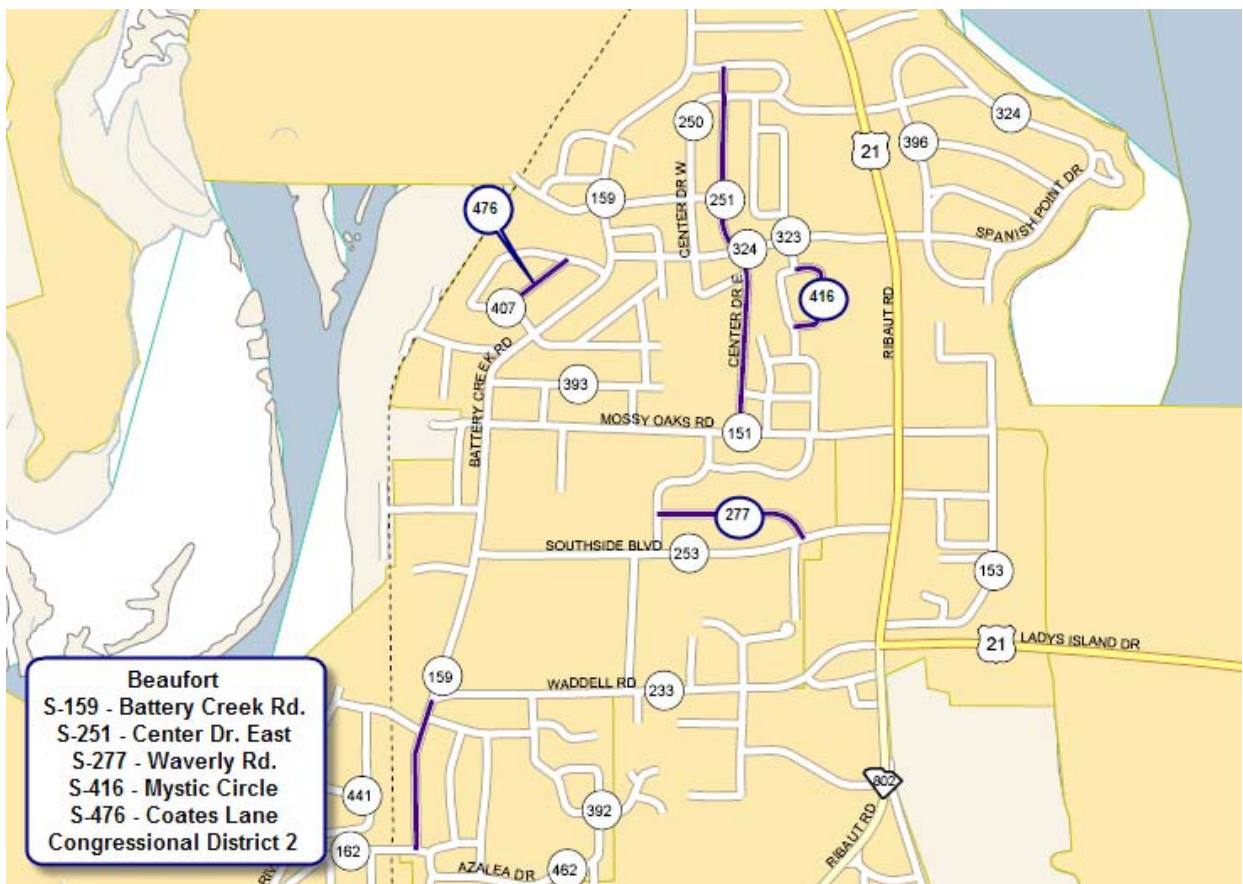 324
250
21
396
476
159
CENTER DR W
251
SPANISH POINT DR
324
323
407
416
CENTER DR E
RIBAUT RD
BATTERY CREEK RD
393
MOSSY OAKS RD
151
277
SOUTHSIDE BLVD
253
153
21
LADYS ISLAND DR
159
WADDELL RD
233
Beaufort
S-159 - Battery Creek Rd.
S-251 - Center Dr. East
S-277 - Waverly Rd.
S-416 - Mystic Circle
S-476 - Coates Lane
Congressional District 2
441
802
392
RIBAUT RD
162
AZALEA DR
462